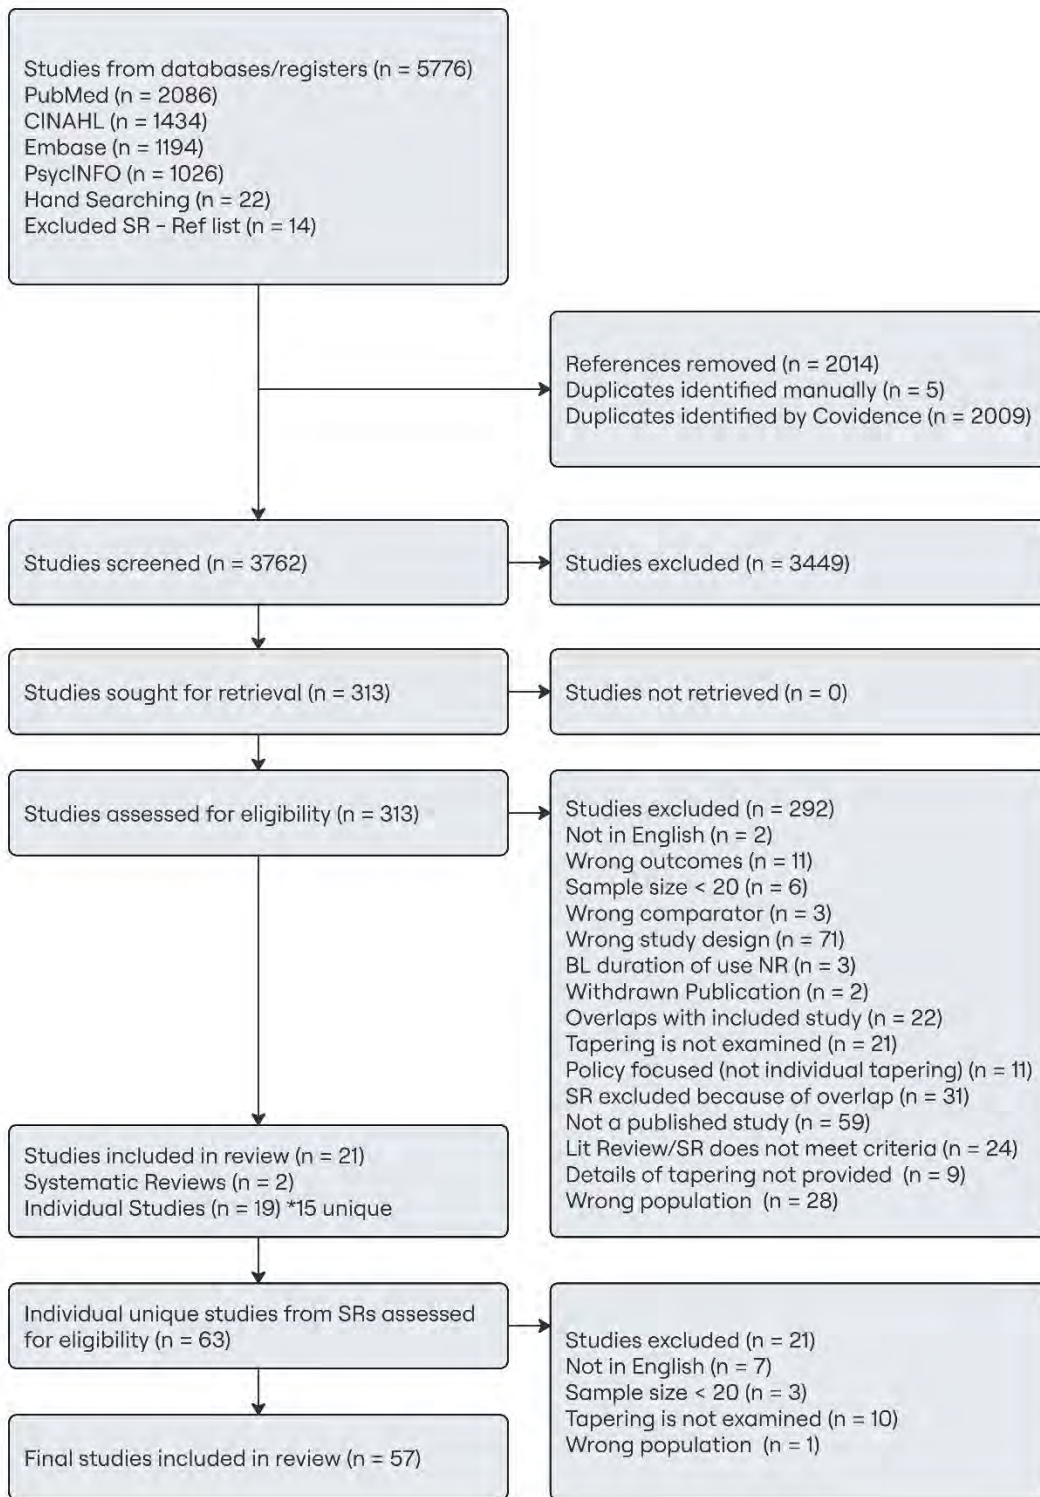 Studies from databases/registers (n = 5776)
PubMed (n = 2086)
CINAHL (n = 1434)
Embase (n = 1194)
PsycINFO (n = 1026)
Hand Searching (n = 22)
Excluded SR – Ref list (n = 14)
References removed (n = 2014)
Duplicates identified manually (n = 5)
Duplicates identified by Covidence (n = 2009)
Studies screened (n = 3762)
Studies excluded (n = 3449)
Studies sought for retrieval (n = 313)
Studies not retrieved (n = 0)
Studies assessed for eligibility (n = 313)
Studies excluded (n = 292)
Not in English (n = 2)
Wrong outcomes (n = 11)
Sample size < 20 (n = 6)
Wrong comparator (n = 3)
Wrong study design (n = 71)
BL duration of use NR (n = 3)
Withdrawn Publication (n = 2)
Overlaps with included study (n = 22)
Tapering is not examined (n = 21)
Policy focused (not individual tapering) (n = 11)
SR excluded because of overlap (n = 31)
Not a published study (n = 59)
Lit Review/SR does not meet criteria (n = 24)
Details of tapering not provided (n = 9)
Wrong population (n = 28)
Studies included in review (n = 21)
Systematic Reviews (n = 2)
Individual Studies (n = 19) *15 unique
Individual unique studies from SRs assessed
for eligibility (n = 63)
Studies excluded (n = 21)
Not in English (n = 7)
Sample size < 20 (n = 3)
Tapering is not examined (n = 10)
Wrong population (n = 1)
Final studies included in review (n = 57)